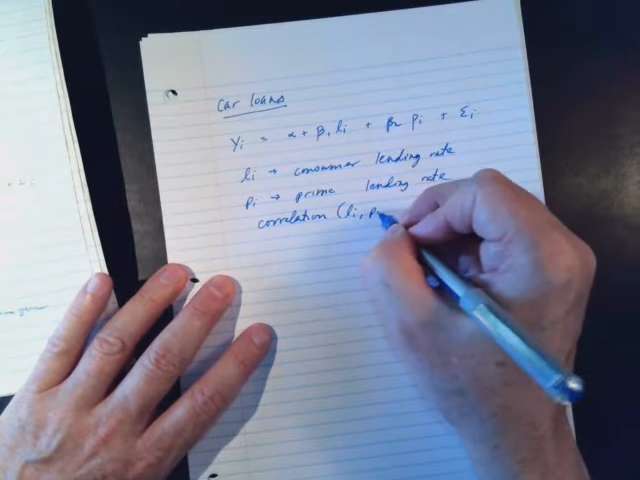 Car loans
Yi = α + β1 li + β2 pi + εi
li → consumer lending rate
pi → prime lending rate
correlation (li, p